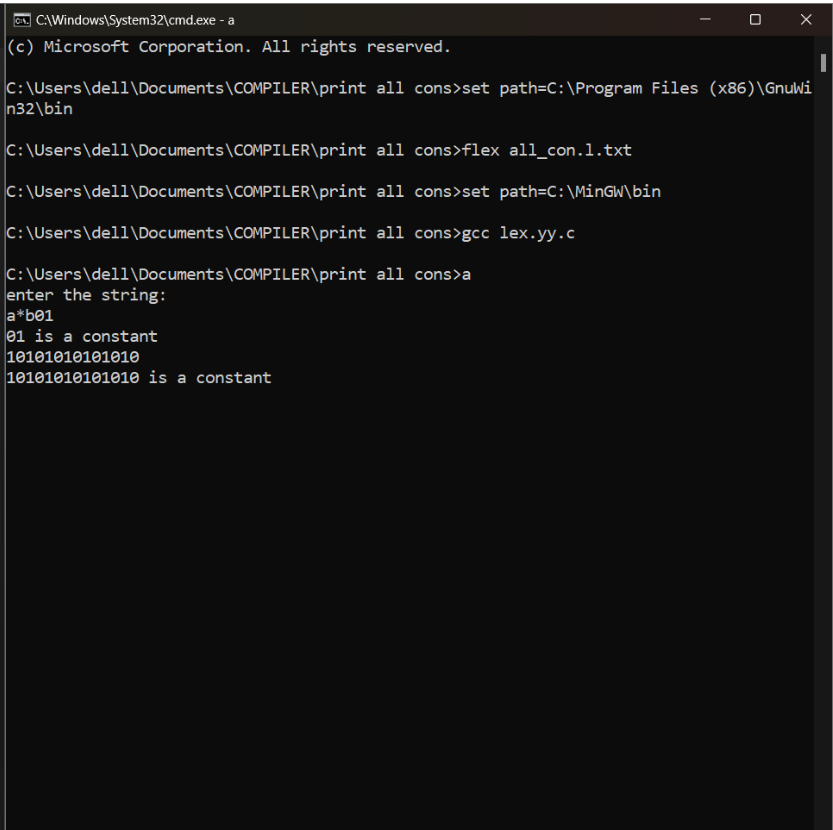 C:\Windows\System32\cmd.exe - a
(c) Microsoft Corporation. All rights reserved.
C:\Users\dell\Documents\COMPILER\print all cons>set path=C:\Program Files (x86)\GnuWi
n32\bin
C:\Users\dell\Documents\COMPILER\print all cons>flex all_con.l.txt
C:\Users\dell\Documents\COMPILER\print all cons>set path=C:\MinGW\bin
C:\Users\dell\Documents\COMPILER\print all cons>gcc lex.yy.c
C:\Users\dell\Documents\COMPILER\print all cons>a
enter the string:
a*b01
01 is a constant
10101010101010
10101010101010 is a constant